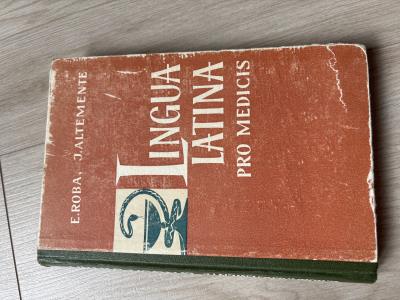 E.ROBA, J.ALTEMENTE
LINGUA
LATINA
PRO MEDICIS